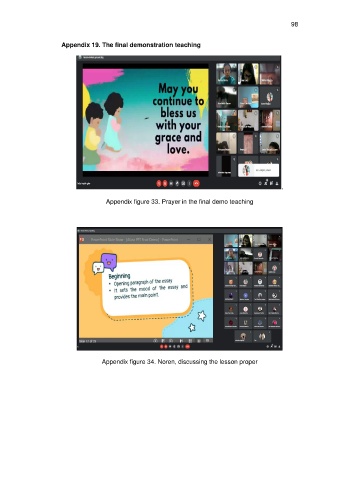 98
Appendix 19. The final demonstration teaching
May you
continue to
bless us
with your
grace and
love.
Appendix figure 33. Prayer in the final demo teaching
Beginning
• Opening paragraph of the essay
• It sets the mood of the essay and
provides the main point.
Appendix figure 34. Noren, discussing the lesson proper